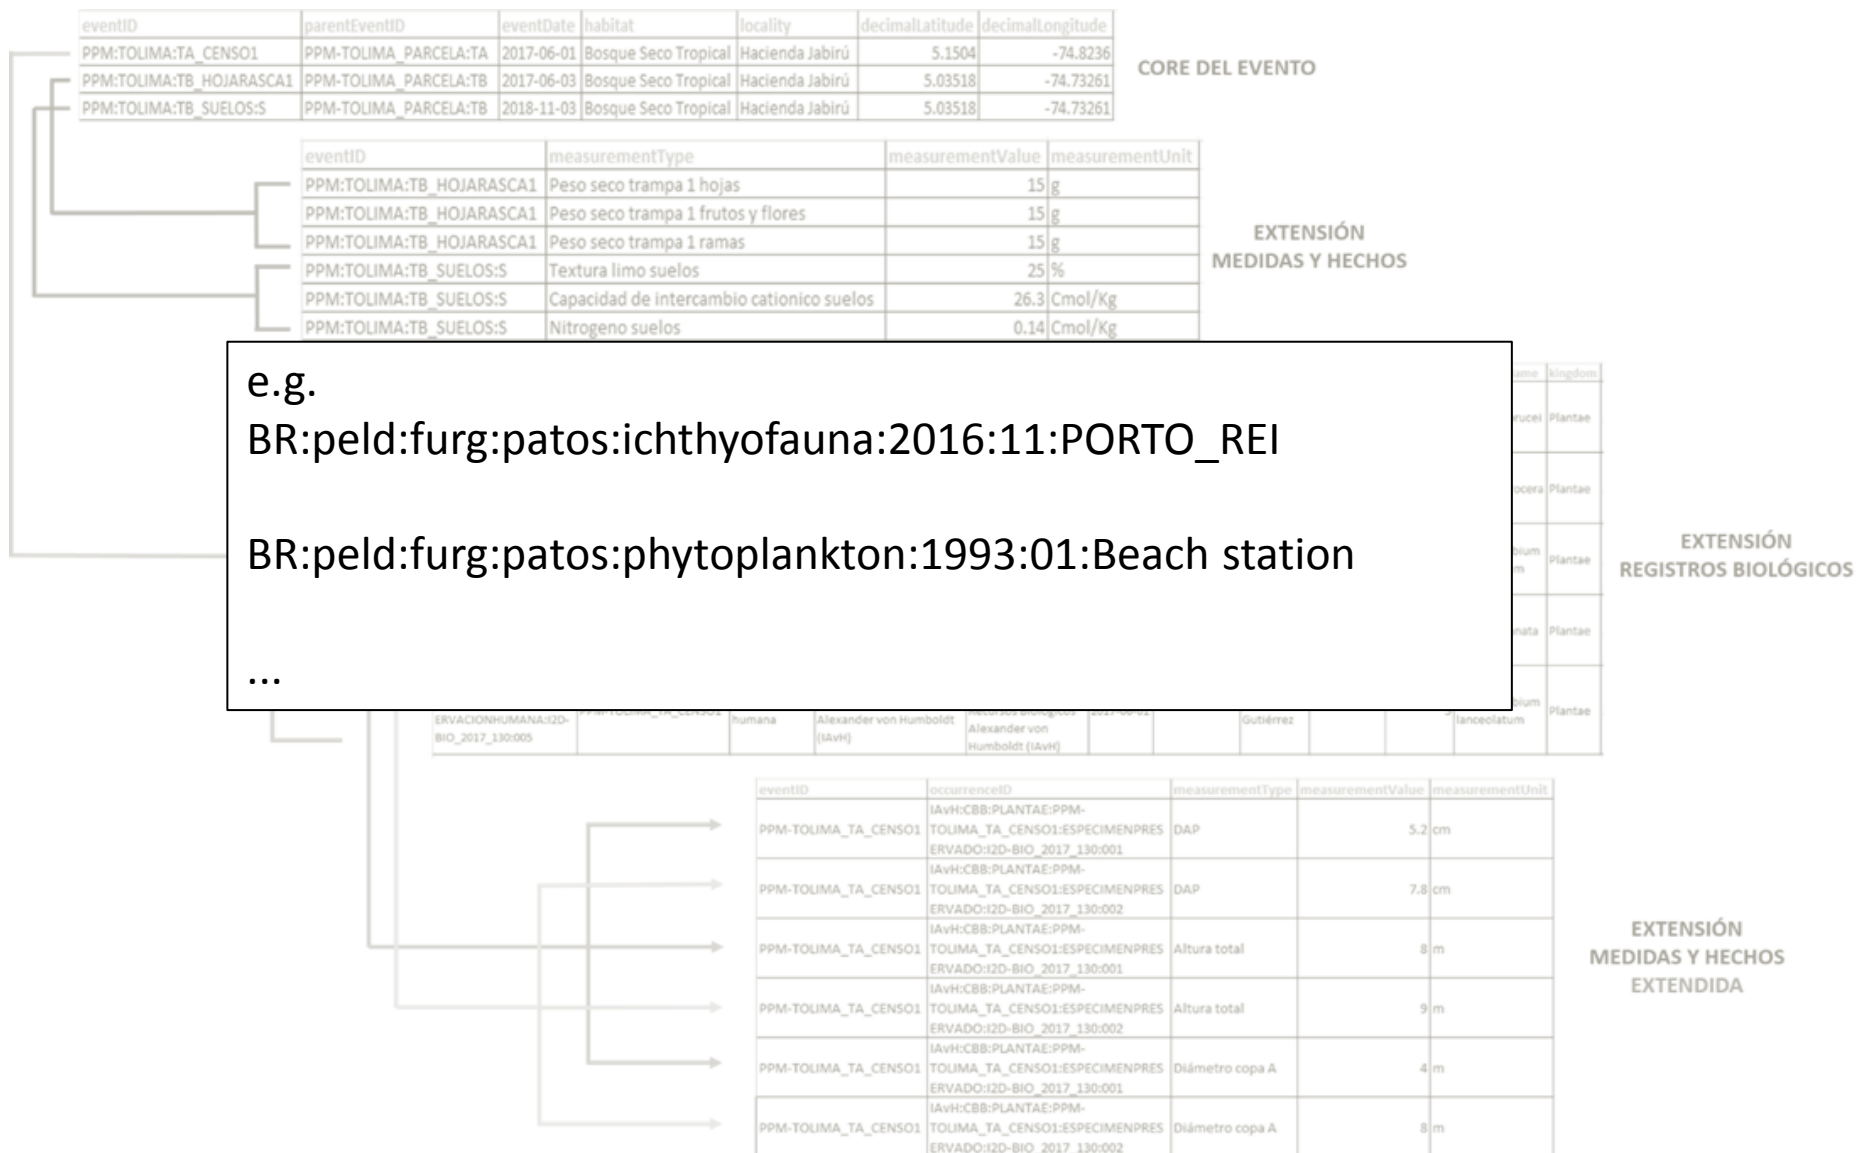 eventID parentEventID eventDate habitat locality decimalLatitude decimalLongitude
PPM:TOLIMA:TA_CENSO1 PPM-TOLIMA_PARCELA:TA 2017-06-01 Bosque Seco Tropical Hacienda Jabirú 5.1504 -74.8236
PPM:TOLIMA:TB_HOJARASCA1 PPM-TOLIMA_PARCELA:TB 2017-06-03 Bosque Seco Tropical Hacienda Jabirú 5.03518 -74.73261
PPM:TOLIMA:TB_SUELOS:S PPM-TOLIMA_PARCELA:TB 2018-11-03 Bosque Seco Tropical Hacienda Jabirú 5.03518 -74.73261
CORE DEL EVENTO
eventID measurementType measurementValue measurementUnit
PPM:TOLIMA:TB_HOJARASCA1 Peso seco trampa 1 hojas 15 g
PPM:TOLIMA:TB_HOJARASCA1 Peso seco trampa 1 frutos y flores 15 g
PPM:TOLIMA:TB_HOJARASCA1 Peso seco trampa 1 ramas 15 g
PPM:TOLIMA:TB_SUELOS:S Textura limo suelos 25 %
PPM:TOLIMA:TB_SUELOS:S Capacidad de intercambio cationico suelos 26.3 Cmol/Kg
PPM:TOLIMA:TB_SUELOS:S Nitrogeno suelos 0.14 Cmol/Kg
EXTENSIÓN
MEDIDAS Y HECHOS
e.g.
BR:peld:furg:patos:ichthyofauna:2016:11:PORTO_REI
BR:peld:furg:patos:phytoplankton:1993:01:Beach station
...
kingdom
Plantae
Plantae
Plantae
Plantae
Plantae
EXTENSIÓN
REGISTROS BIOLÓGICOS
ERVACIONHUMANA:I2D- humana Alexander von Humboldt Gutiérrez lanceolatum
BIO_2017_130:005 (IAvH) Alexander von
Humboldt (IAvH)
eventID occurrenceID measurementType measurementValue measurementUnit
IAvH:CBB:PLANTAE:PPM-
PPM-TOLIMA_TA_CENSO1 TOLIMA_TA_CENSO1:ESPECIMENPRES DAP 5.2 cm
ERVADO:I2D-BIO_2017_130:001
IAvH:CBB:PLANTAE:PPM-
PPM-TOLIMA_TA_CENSO1 TOLIMA_TA_CENSO1:ESPECIMENPRES DAP 7.8 cm
ERVADO:I2D-BIO_2017_130:002
IAvH:CBB:PLANTAE:PPM-
PPM-TOLIMA_TA_CENSO1 TOLIMA_TA_CENSO1:ESPECIMENPRES Altura total 8 m
ERVADO:I2D-BIO_2017_130:001
IAvH:CBB:PLANTAE:PPM-
PPM-TOLIMA_TA_CENSO1 TOLIMA_TA_CENSO1:ESPECIMENPRES Altura total 9 m
ERVADO:I2D-BIO_2017_130:002
IAvH:CBB:PLANTAE:PPM-
PPM-TOLIMA_TA_CENSO1 TOLIMA_TA_CENSO1:ESPECIMENPRES Diámetro copa A 4 m
ERVADO:I2D-BIO_2017_130:001
IAvH:CBB:PLANTAE:PPM-
PPM-TOLIMA_TA_CENSO1 TOLIMA_TA_CENSO1:ESPECIMENPRES Diámetro copa A 8 m
ERVADO:I2D-BIO_2017_130:002
EXTENSIÓN
MEDIDAS Y HECHOS
EXTENDIDA